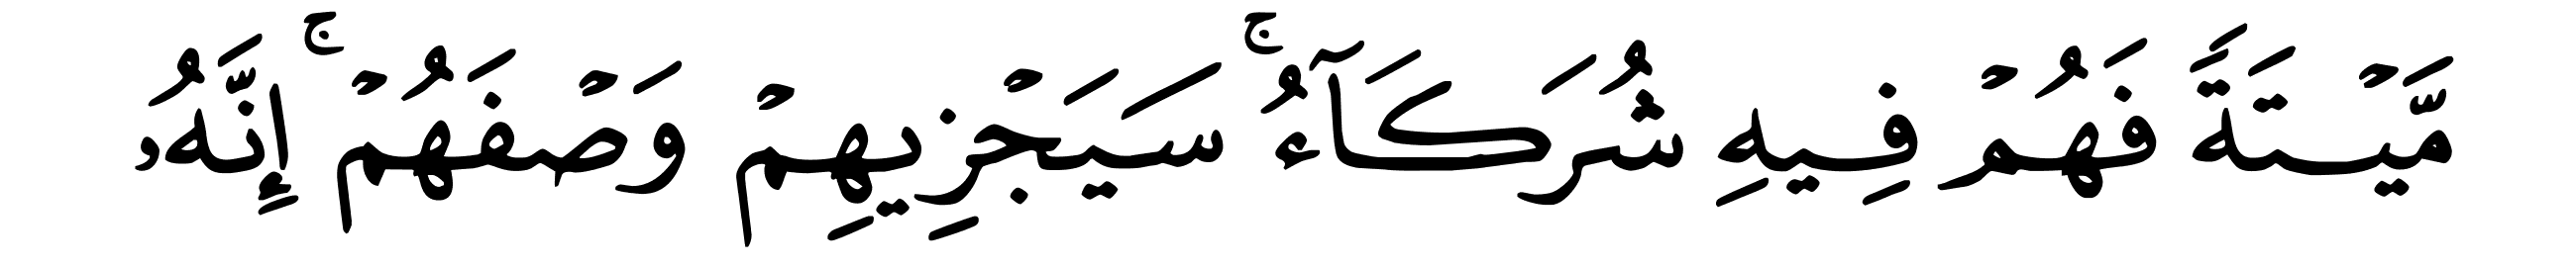 مَّيْتَةً فَهُمْ فِيهِ شُرَكَآءُ ۚ سَيَجْزِيهِمْ وَصْفَهُمْ ۚ إِنَّهُۥ